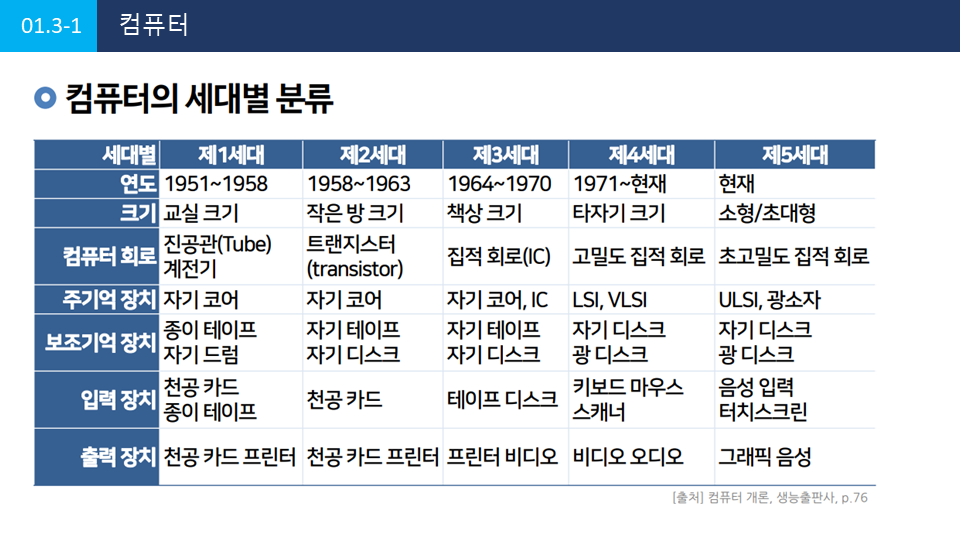 01.3-1 컴퓨터
컴퓨터의 세대별 분류
세대별 제1세대 제2세대 제3세대 제4세대 제5세대
연도 1951~1958 1958~1963 1964~1970 1971~현재 현재
크기 교실 크기 작은 방 크기 책상 크기 타자기 크기 소형/초대형
컴퓨터 회로 진공관(Tube) 계전기 트랜지스터 (transistor) 집적 회로(IC) 고밀도 집적 회로 초고밀도 집적 회로
주기억 장치 자기 코어 자기 코어 자기 코어, IC LSI, VLSI ULSI, 광소자
보조기억 장치 종이 테이프 자기 드럼 자기 테이프 자기 디스크 자기 테이프 자기 디스크 자기 디스크 광 디스크 자기 디스크 광 디스크
입력 장치 천공 카드 종이 테이프 천공 카드 테이프 디스크 키보드 마우스 스캐너 음성 입력 터치스크린
출력 장치 천공 카드 프린터 천공 카드 프린터 프린터 비디오 비디오 오디오 그래픽 음성
[출처] 컴퓨터 개론, 생능출판사, p.76